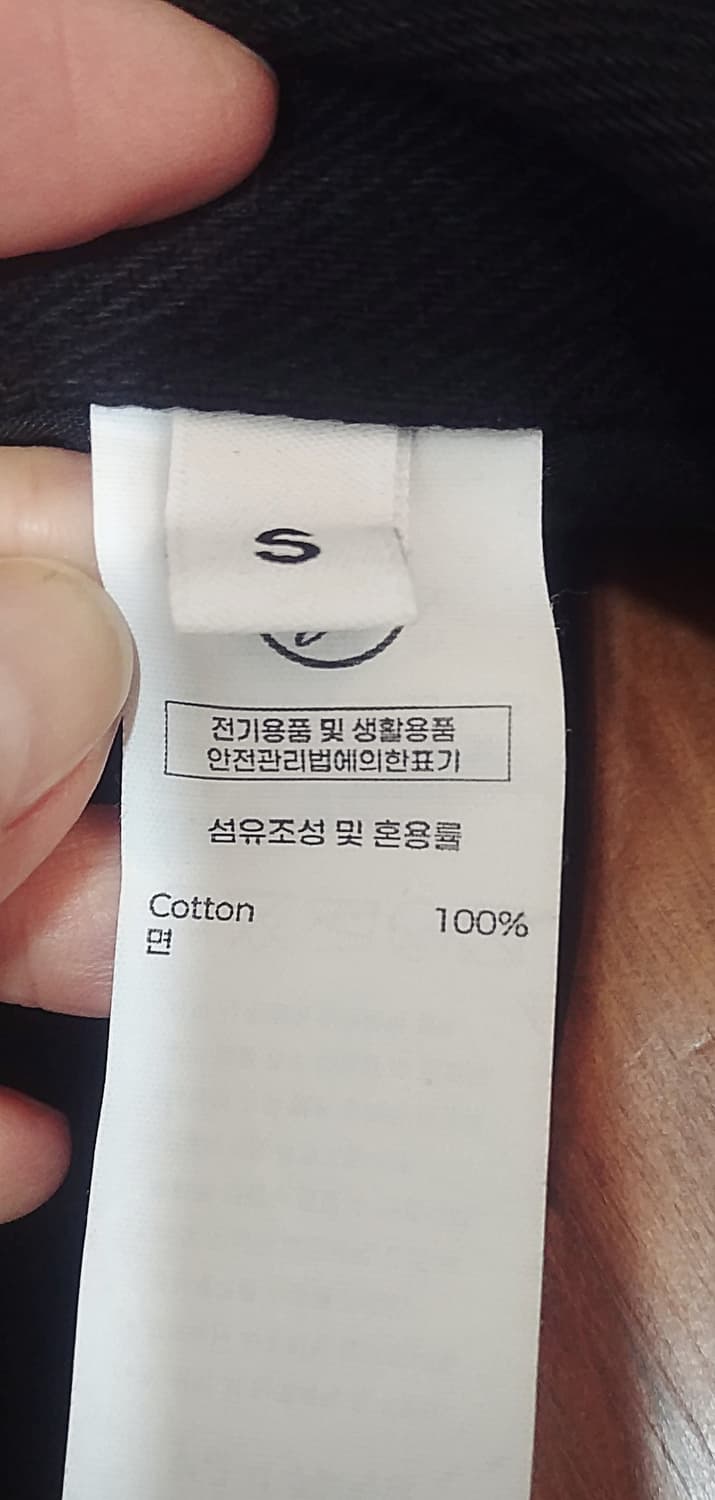 S
전기용품 및 생활용품
안전관리법에의한표기
섬유조성 및 혼용률
Cotton 100%
면